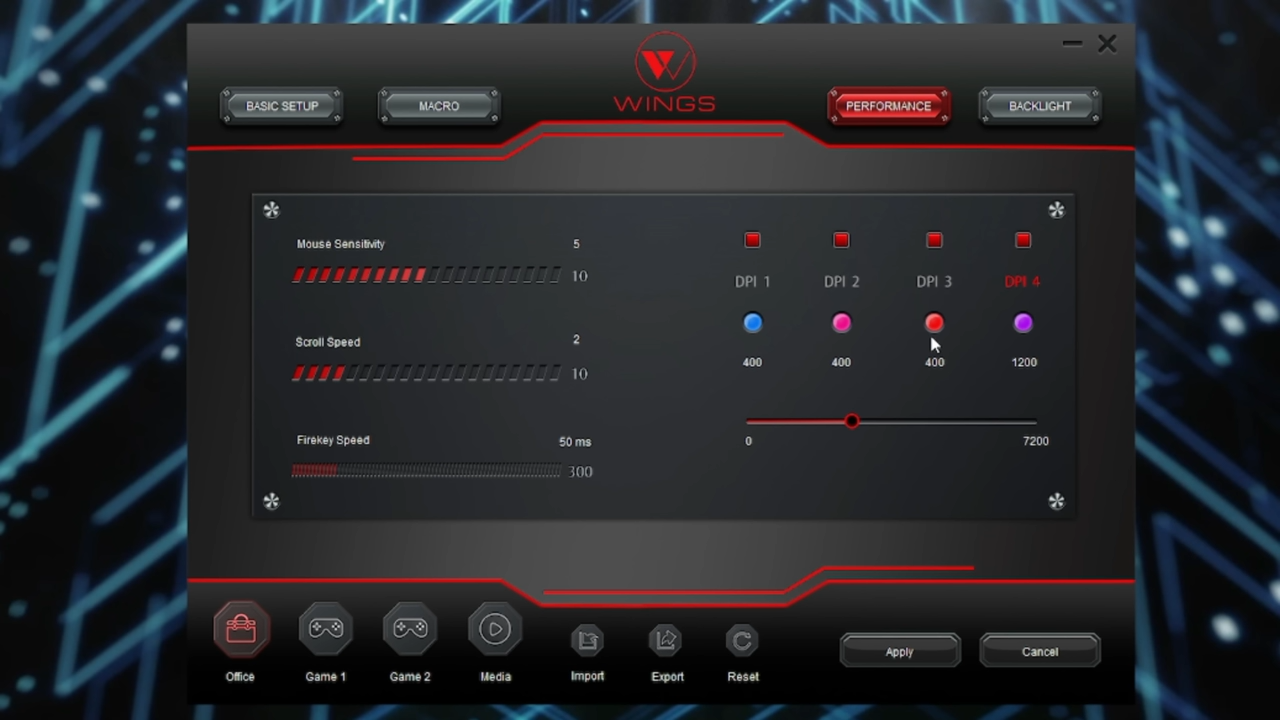 WINGS
BASIC SETUP
MACRO
PERFORMANCE
BACKLIGHT
Mouse Sensitivity 5
10
Scroll Speed 2
10
Firekey Speed 50 ms
300
DPI 1 DPI 2 DPI 3 DPI 4
400 400 400 1200
0 7200
Office Game 1 Game 2 Media Import Export Reset
Apply Cancel